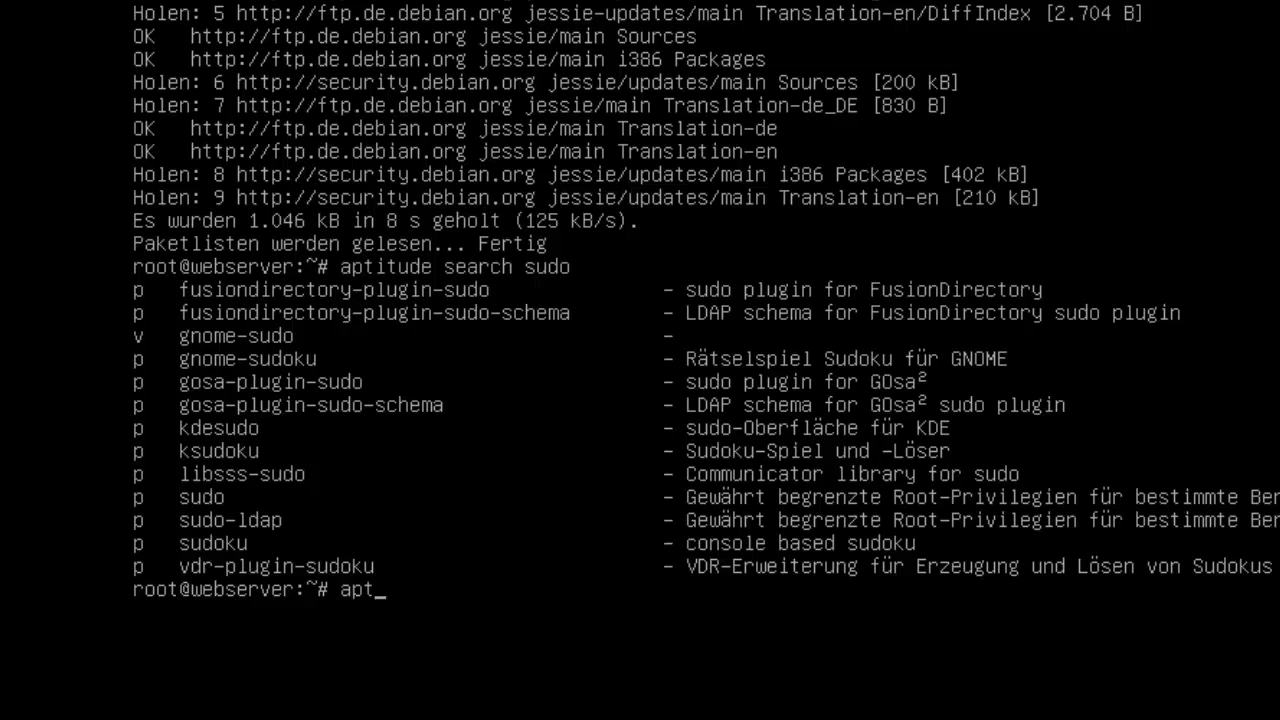 Holen: 5 http://ftp.de.debian.org jessie-updates/main Translation-en/DiffIndex [2.704 B]
OK   http://ftp.de.debian.org jessie/main Sources
OK   http://ftp.de.debian.org jessie/main i386 Packages
Holen: 6 http://security.debian.org jessie/updates/main Sources [200 kB]
Holen: 7 http://ftp.de.debian.org jessie/main Translation-de_DE [830 B]
OK   http://ftp.de.debian.org jessie/main Translation-de
OK   http://ftp.de.debian.org jessie/main Translation-en
Holen: 8 http://security.debian.org jessie/updates/main i386 Packages [402 kB]
Holen: 9 http://security.debian.org jessie/updates/main Translation-en [210 kB]
Es wurden 1.046 kB in 8 s geholt (125 kB/s).
Paketlisten werden gelesen... Fertig
root@webserver:~# aptitude search sudo
p   fusiondirectory-plugin-sudo               - sudo plugin for FusionDirectory
p   fusiondirectory-plugin-sudo-schema        - LDAP schema for FusionDirectory sudo plugin
v   gnome-sudo                                -
p   gnome-sudoku                              - Rätselspiel Sudoku für GNOME
p   gosa-plugin-sudo                          - sudo plugin for GOsa²
p   gosa-plugin-sudo-schema                   - LDAP schema for GOsa² sudo plugin
p   kdesudo                                   - sudo-Oberfläche für KDE
p   ksudoku                                   - Sudoku-Spiel und -Löser
p   libsss-sudo                               - Communicator library for sudo
p   sudo                                      - Gewährt begrenzte Root-Privilegien für bestimmte Ben
p   sudo-ldap                                 - Gewährt begrenzte Root-Privilegien für bestimmte Ben
p   sudoku                                    - console based sudoku
p   vdr-plugin-sudoku                         - VDR-Erweiterung für Erzeugung und Lösen von Sudokus
root@webserver:~# apt_